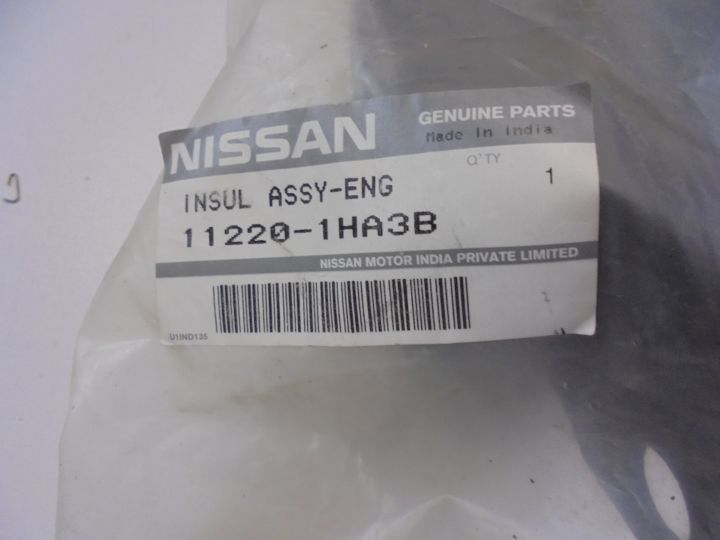 NISSAN GENUINE PARTS
Made in India
Q'TY
INSUL ASSY-ENG 1
11220-1HA3B
NISSAN MOTOR INDIA PRIVATE LIMITED
U1IND135